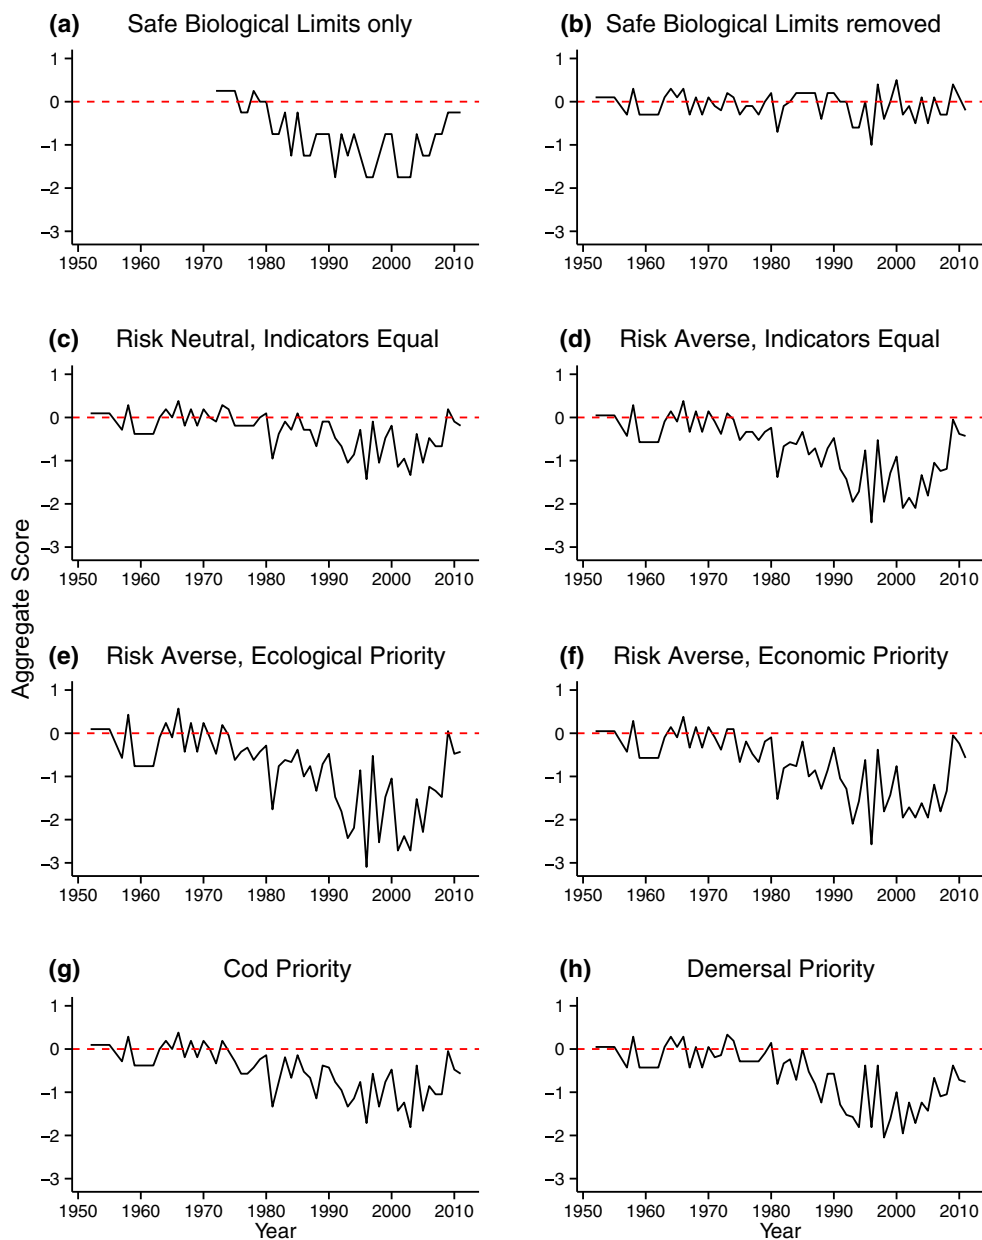 (a) Safe Biological Limits only
1
0
−1
−2
−3
1950 1960 1970 1980 1990 2000 2010
(b) Safe Biological Limits removed
1
0
−1
−2
−3
1950 1960 1970 1980 1990 2000 2010
(c) Risk Neutral, Indicators Equal
1
0
−1
−2
−3
1950 1960 1970 1980 1990 2000 2010
(d) Risk Averse, Indicators Equal
1
0
−1
−2
−3
1950 1960 1970 1980 1990 2000 2010
Aggregate Score
(e) Risk Averse, Ecological Priority
1
0
−1
−2
−3
1950 1960 1970 1980 1990 2000 2010
(f) Risk Averse, Economic Priority
1
0
−1
−2
−3
1950 1960 1970 1980 1990 2000 2010
(g) Cod Priority
1
0
−1
−2
−3
1950 1960 1970 1980 1990 2000 2010
Year
(h) Demersal Priority
1
0
−1
−2
−3
1950 1960 1970 1980 1990 2000 2010
Year